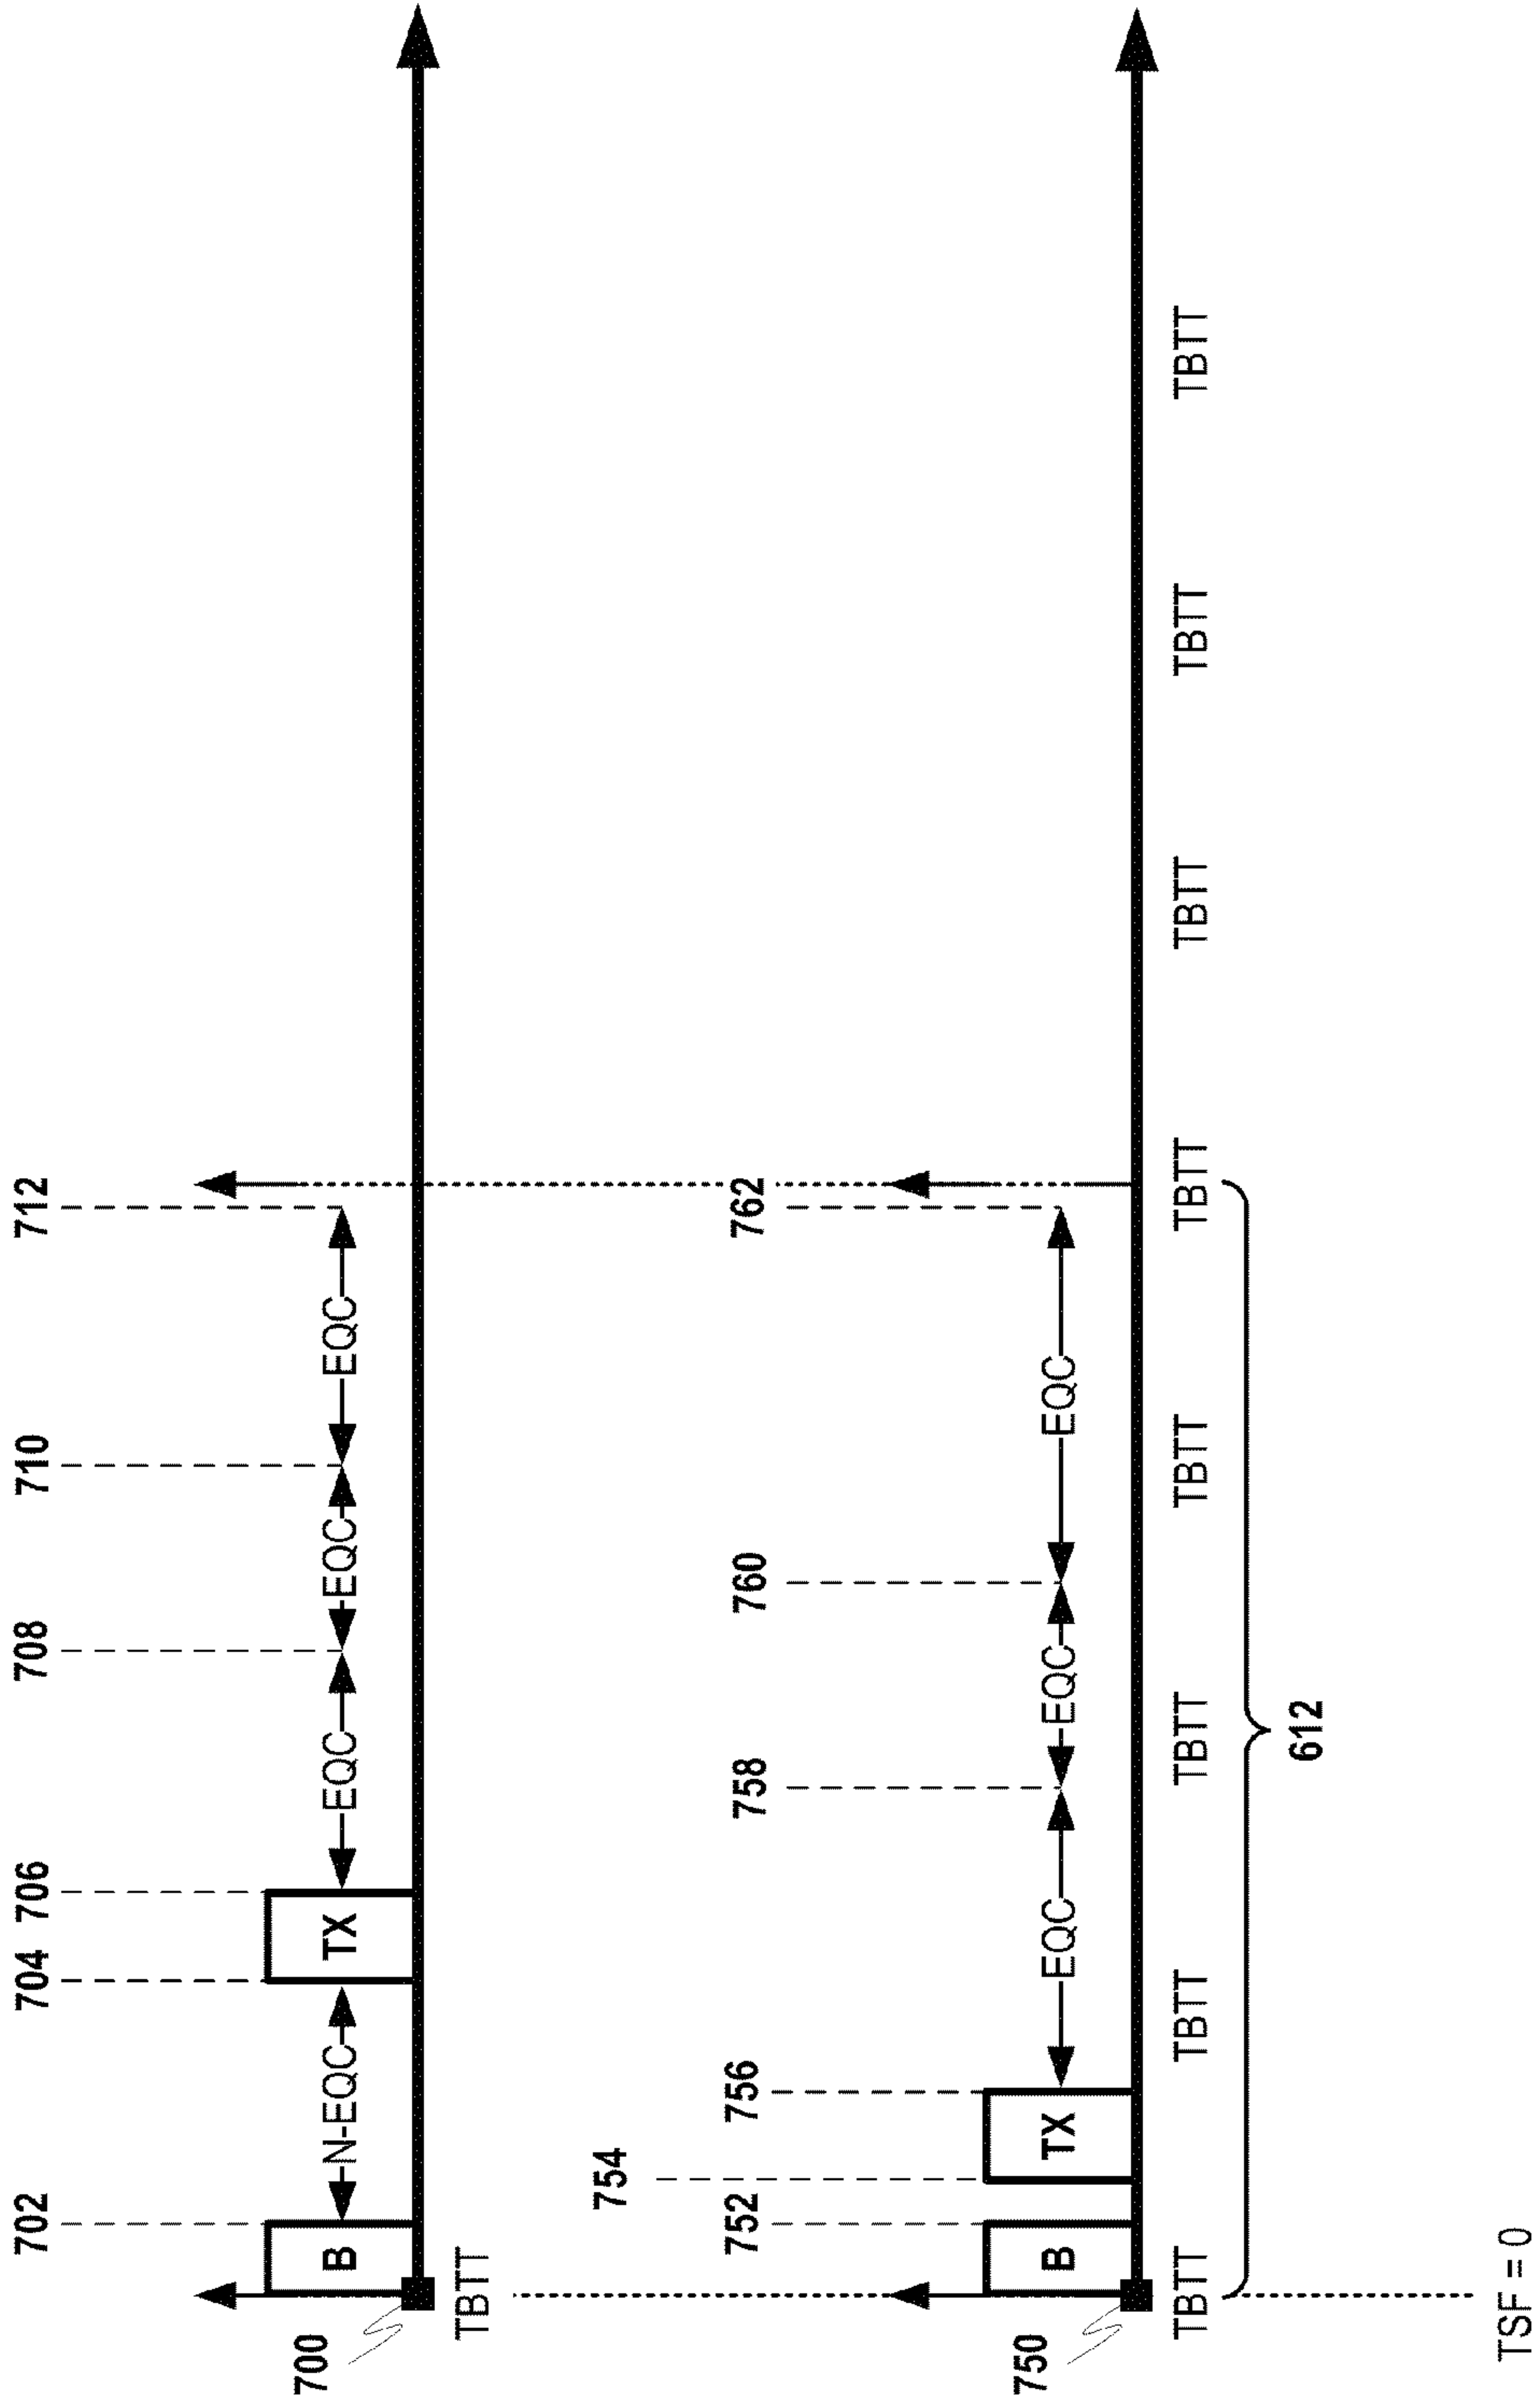 702 704 706 708 710 712
B N-EQC TX EQC EQC EQC
700
TBTT
754
752 756 758 760 762
B TX EQC EQC EQC
750
TBTT TBTT TBTT TBTT TBTT TBTT TBTT TBTT
612
TSF = 0